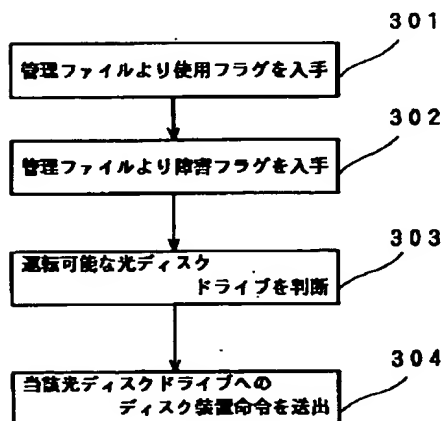 301
管理ファイルより使用フラグを入手
302
管理ファイルより障害フラグを入手
303
運転可能な光ディスク
ドライブを判断
304
当該光ディスクドライブへの
ディスク装置命令を送出